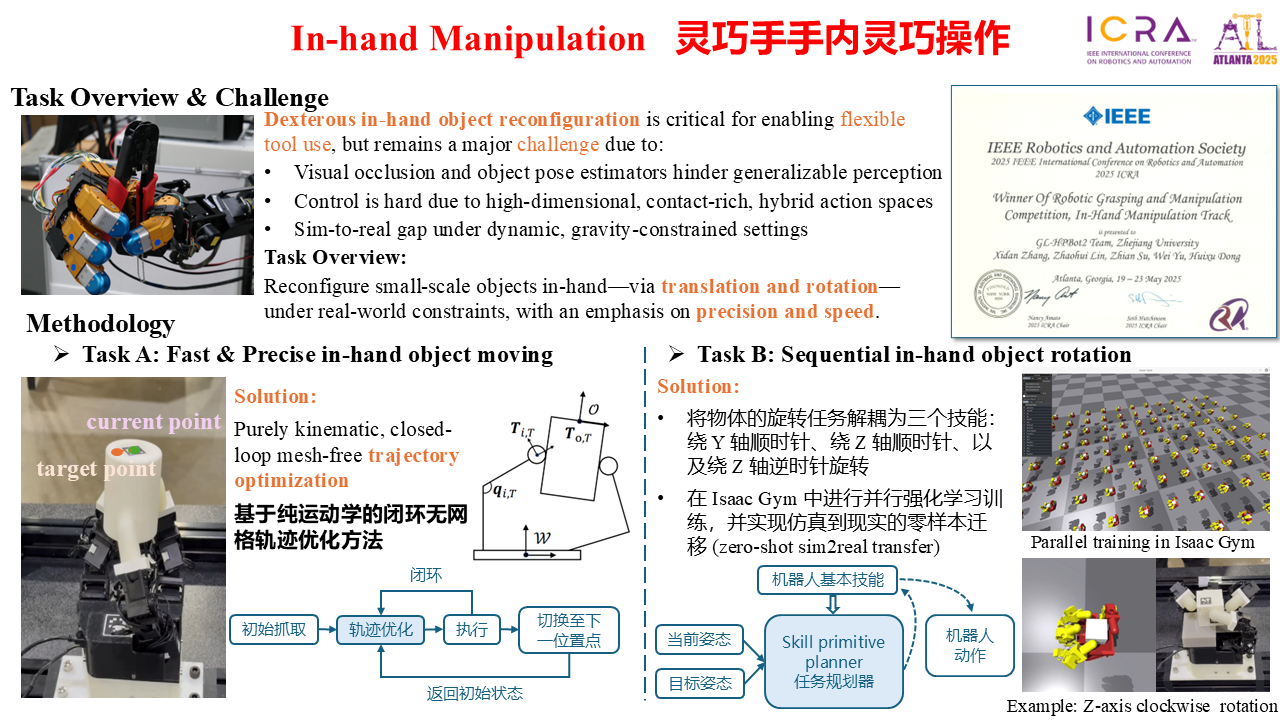 In-hand Manipulation 灵巧手手内灵巧操作
ICRA
IEEE INTERNATIONAL CONFERENCE
ON ROBOTICS AND AUTOMATION
ATL
ATLANTA 2025
Task Overview & Challenge
Dexterous in-hand object reconfiguration is critical for enabling flexible
tool use, but remains a major challenge due to:
• Visual occlusion and object pose estimators hinder generalizable perception
• Control is hard due to high-dimensional, contact-rich, hybrid action spaces
• Sim-to-real gap under dynamic, gravity-constrained settings
Task Overview:
Reconfigure small-scale objects in-hand—via translation and rotation—
under real-world constraints, with an emphasis on precision and speed.
IEEE
IEEE Robotics and Automation Society
2025 IEEE International Conference on Robotics and Automation
2025 ICRA
Winner Of Robotic Grasping and Manipulation
Competition, In-Hand Manipulation Track
is presented to
GL-HPBot2 Team, Zhejiang University
Xidan Zhang, Zhaohui Lin, Zhian Su, Wei Yu, Huixu Dong
Atlanta, Georgia, 19 – 23 May 2025
Nancy Amato
2025 ICRA Chair
Seth Hutchinson
2025 ICRA Chair
Methodology
➢ Task A: Fast & Precise in-hand object moving
current point
target point
Solution:
Purely kinematic, closed-
loop mesh-free trajectory
optimization
基于纯运动学的闭环无网
格轨迹优化方法
O
T i,T
T o,T
q i,T
W
闭环
初始抓取
轨迹优化
执行
切换至下
一位置点
返回初始状态
➢ Task B: Sequential in-hand object rotation
Solution:
• 将物体的旋转任务解耦为三个技能：
绕 Y 轴顺时针、绕 Z 轴顺时针、以
及绕 Z 轴逆时针旋转
• 在 Isaac Gym 中进行并行强化学习训
练，并实现仿真到现实的零样本迁
移 (zero-shot sim2real transfer)
机器人基本技能
当前姿态
目标姿态
Skill primitive
planner
任务规划器
机器人
动作
Parallel training in Isaac Gym
Example: Z-axis clockwise rotation